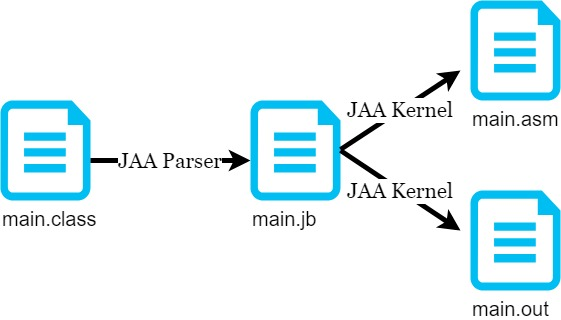 main.class
JAA Parser
main.jb
JAA Kernel
main.asm
JAA Kernel
main.out